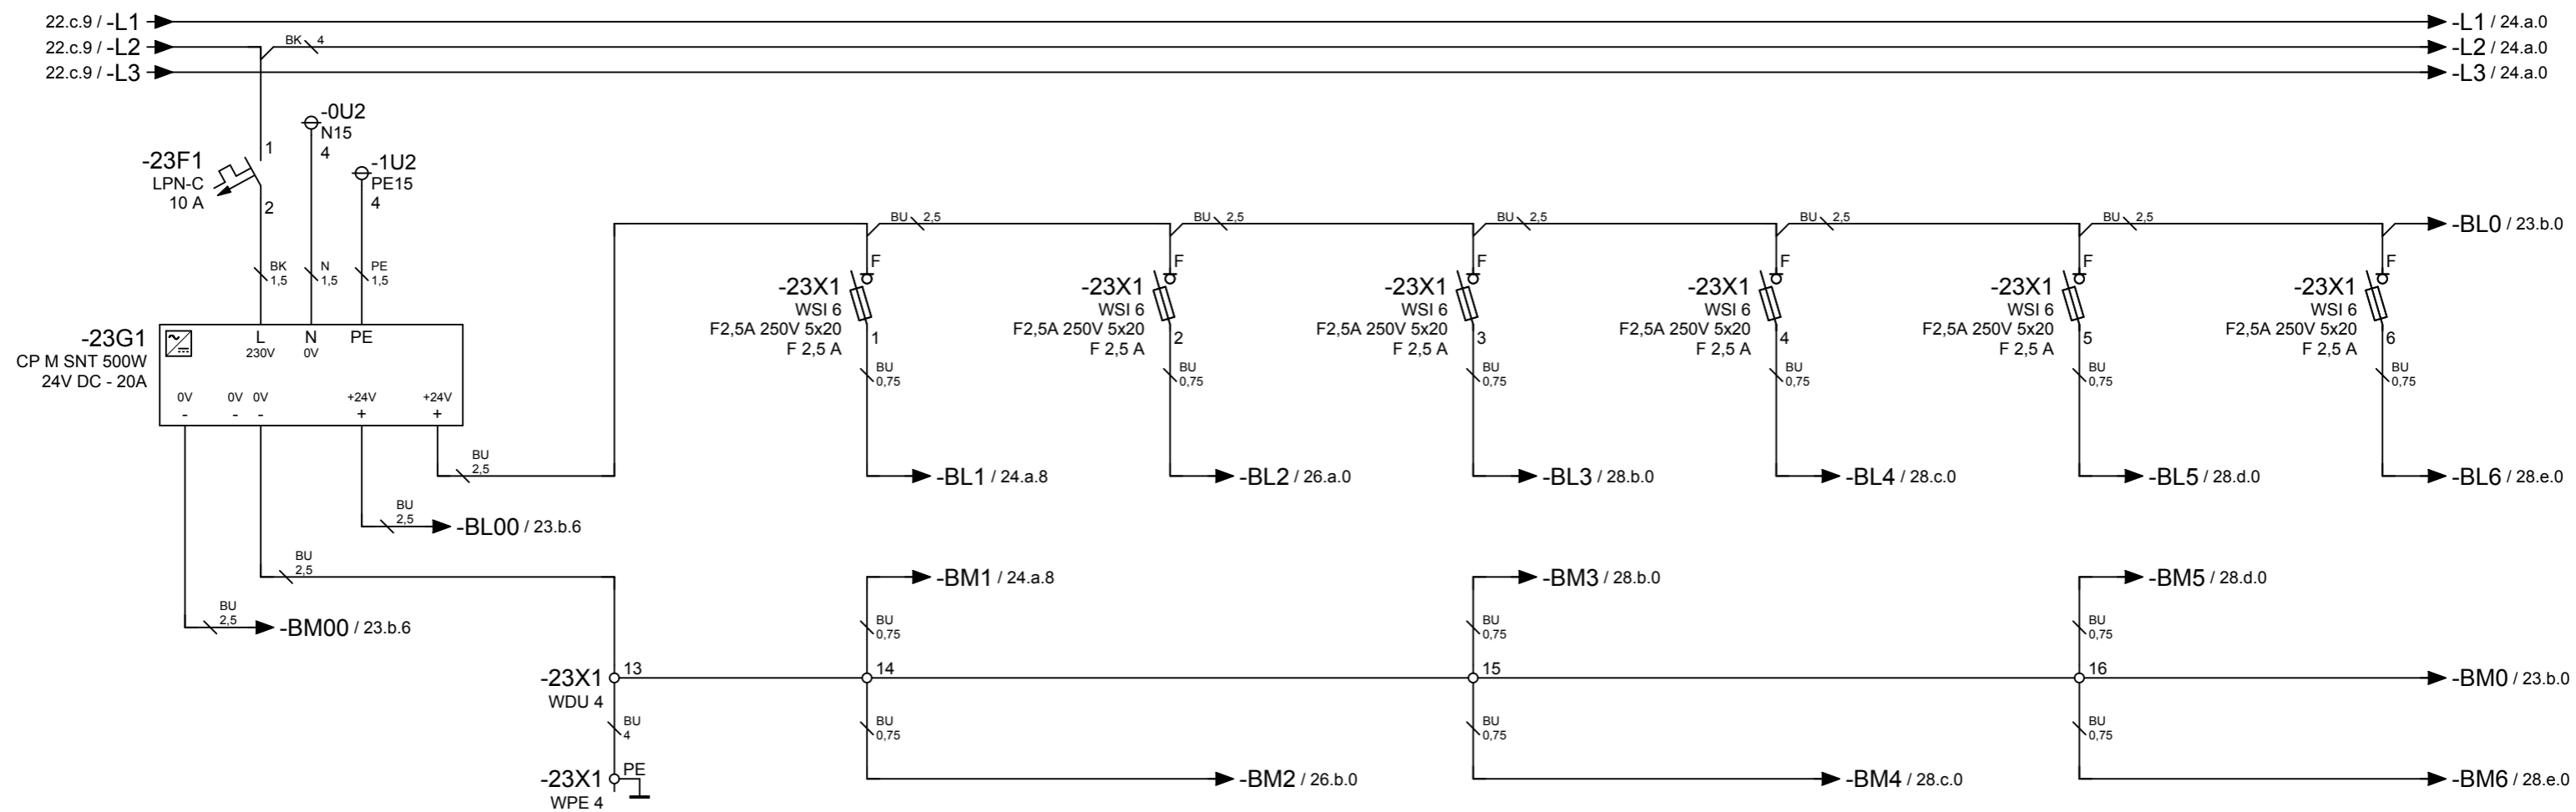 22.c.9 / -L1
-L1 / 24.a.0
22.c.9 / -L2
BK 4
-L2 / 24.a.0
22.c.9 / -L3
-L3 / 24.a.0
-0U2
N15
4
-1U2
PE15
4
-23F1
LPN-C
10 A
1
2
BK
1,5
N
1,5
PE
1,5
BU 2,5
BU 2,5
BU 2,5
BU 2,5
BU 2,5
-BL0 / 23.b.0
-23G1
CP M SNT 500W
24V DC - 20A
L
230V
N
0V
PE
0V
-
0V
-
0V
-
+24V
+
+24V
+
F
-23X1
WSI 6
F2,5A 250V 5x20
F 2,5 A
1
BU
0,75
F
-23X1
WSI 6
F2,5A 250V 5x20
F 2,5 A
2
BU
0,75
F
-23X1
WSI 6
F2,5A 250V 5x20
F 2,5 A
3
BU
0,75
F
-23X1
WSI 6
F2,5A 250V 5x20
F 2,5 A
4
BU
0,75
F
-23X1
WSI 6
F2,5A 250V 5x20
F 2,5 A
5
BU
0,75
F
-23X1
WSI 6
F2,5A 250V 5x20
F 2,5 A
6
BU
0,75
BU
2,5
-BL1 / 24.a.8
-BL2 / 26.a.0
-BL3 / 28.b.0
-BL4 / 28.c.0
-BL5 / 28.d.0
-BL6 / 28.e.0
BU
2,5
-BL00 / 23.b.6
BU
2,5
-BM1 / 24.a.8
-BM3 / 28.b.0
-BM5 / 28.d.0
BU
2,5
-BM00 / 23.b.6
BU
0,75
BU
0,75
BU
0,75
-23X1
WDU 4
13
14
15
16
-BM0 / 23.b.0
BU
4
BU
0,75
BU
0,75
BU
0,75
-23X1
WPE 4
PE
-BM2 / 26.b.0
-BM4 / 28.c.0
-BM6 / 28.e.0